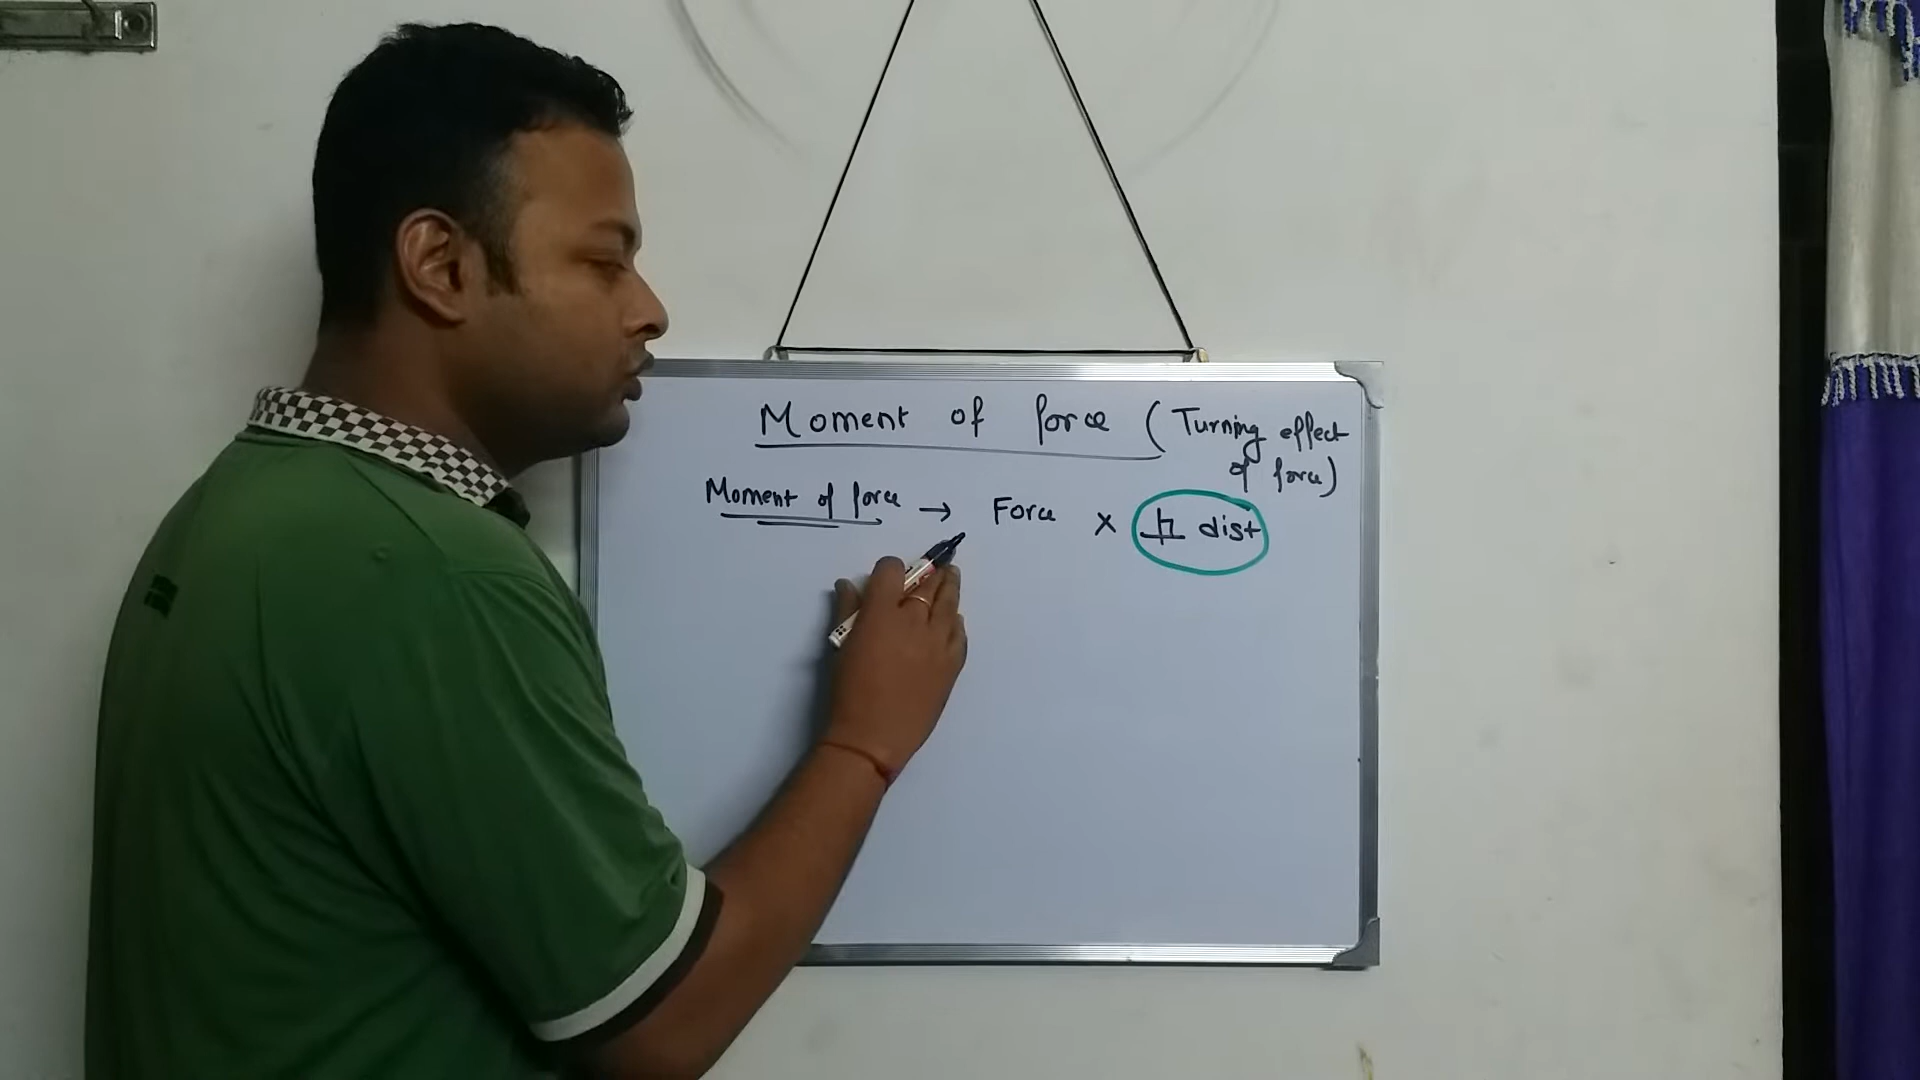 Moment of force (Turning effect
of force)
Moment of force → Force × ⊥r dist